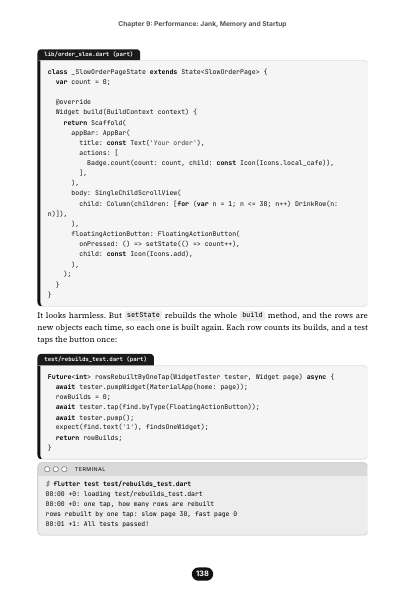 Chapter 9: Performance: Jank, Memory and Startup
lib/order_slow.dart (part)
class _SlowOrderPageState extends State<SlowOrderPage> {
  var count = 0;

  @override
  Widget build(BuildContext context) {
    return Scaffold(
      appBar: AppBar(
        title: const Text('Your order'),
        actions: [
          Badge.count(count: count, child: const Icon(Icons.local_cafe)),
        ],
      ),
      body: SingleChildScrollView(
        child: Column(children: [for (var n = 1; n <= 30; n++) DrinkRow(n:
n)]),
      ),
      floatingActionButton: FloatingActionButton(
        onPressed: () => setState(() => count++),
        child: const Icon(Icons.add),
      ),
    );
  }
}
It looks harmless. But setState rebuilds the whole build method, and the rows are
new objects each time, so each one is built again. Each row counts its builds, and a test
taps the button once:
test/rebuilds_test.dart (part)
Future<int> rowsRebuiltByOneTap(WidgetTester tester, Widget page) async {
  await tester.pumpWidget(MaterialApp(home: page));
  rowBuilds = 0;
  await tester.tap(find.byType(FloatingActionButton));
  await tester.pump();
  expect(find.text('1'), findsOneWidget);
  return rowBuilds;
}
TERMINAL
$ flutter test test/rebuilds_test.dart
00:00 +0: loading test/rebuilds_test.dart
00:00 +0: one tap, how many rows are rebuilt
rows rebuilt by one tap: slow page 30, fast page 0
00:01 +1: All tests passed!
138